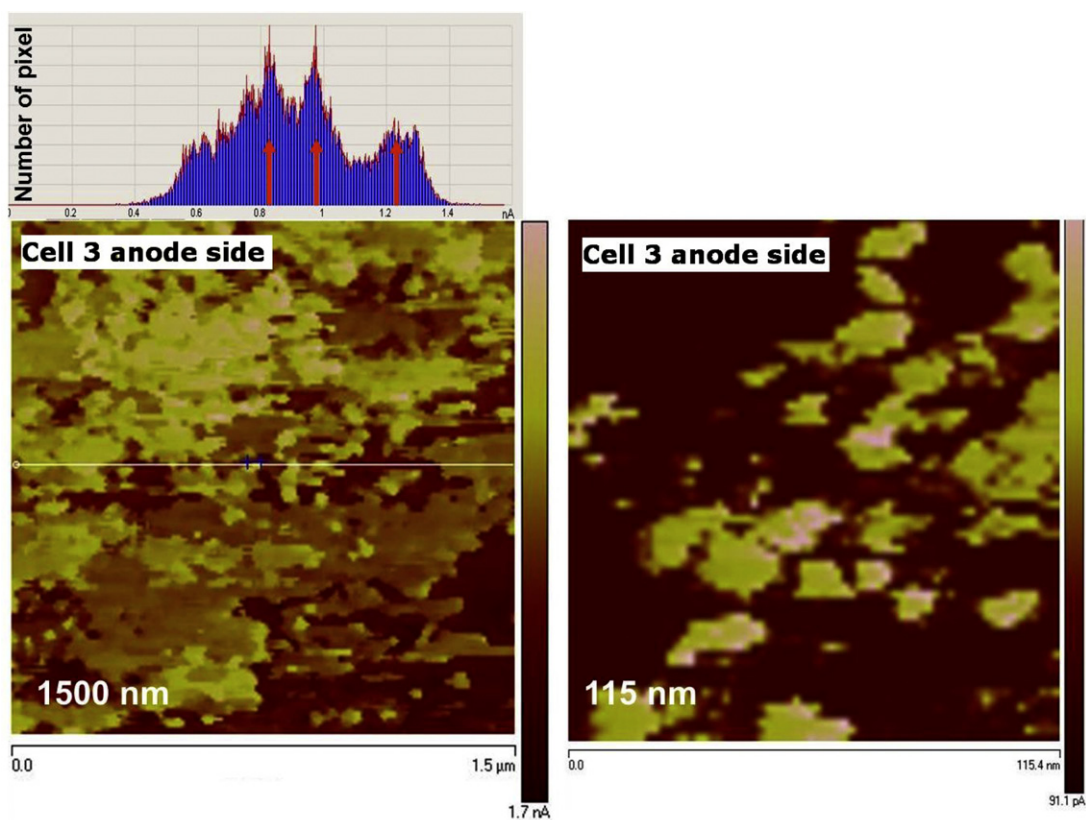 Number of pixel
0 0.2 0.4 0.6 0.8 1 1.2 1.4 nA
Cell 3 anode side
1500 nm
0.0 1.5 µm
1.7 nA
Cell 3 anode side
115 nm
0.0 115.4 nm
91.1 pA